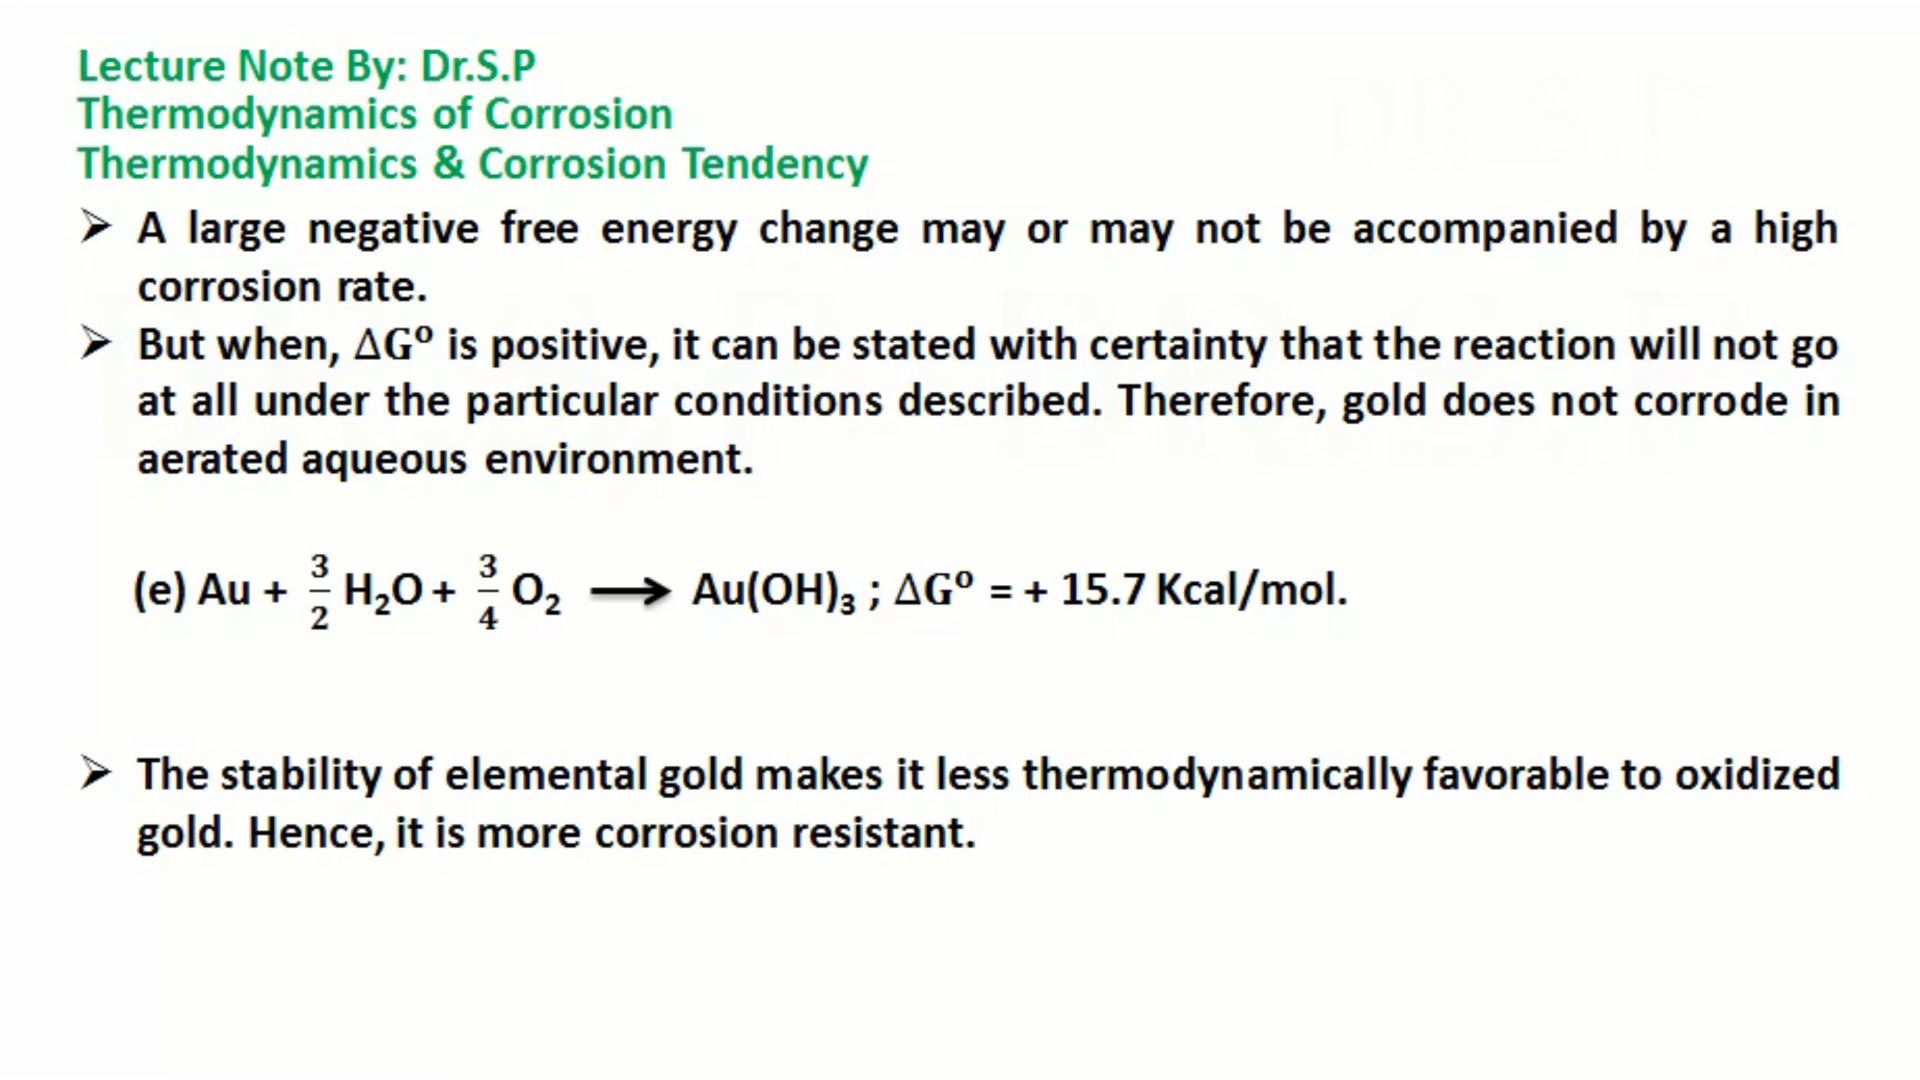 Lecture Note By: Dr.S.P
Thermodynamics of Corrosion
Thermodynamics & Corrosion Tendency
➢ A large negative free energy change may or may not be accompanied by a high
corrosion rate.
➢ But when, ΔG⁰ is positive, it can be stated with certainty that the reaction will not go
at all under the particular conditions described. Therefore, gold does not corrode in
aerated aqueous environment.
(e) Au + 3/2 H₂O + 3/4 O₂ ⟶ Au(OH)₃ ; ΔG⁰ = + 15.7 Kcal/mol.
➢ The stability of elemental gold makes it less thermodynamically favorable to oxidized
gold. Hence, it is more corrosion resistant.